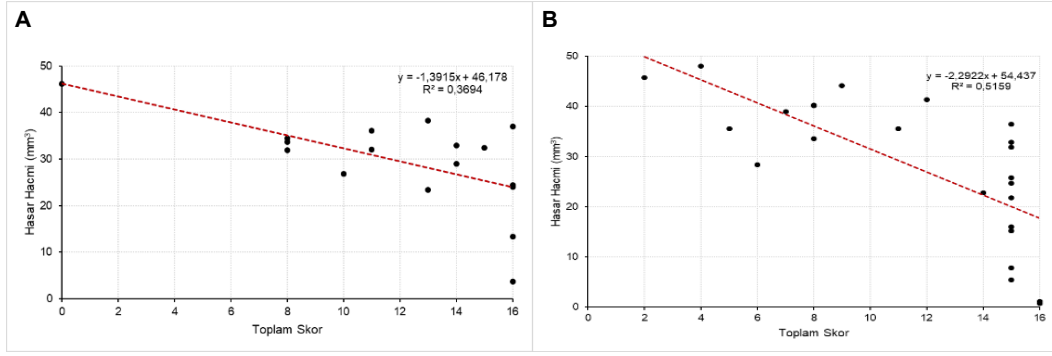 A
y = -1,3915x + 46,178
R² = 0,3694
50
40
30
20
10
0
Hasar Hacmi (mm³)
0 2 4 6 8 10 12 14 16
Toplam Skor
B
y = -2,2922x + 54,437
R² = 0,5159
50
40
30
20
10
0
Hasar Hacmi (mm³)
0 2 4 6 8 10 12 14 16
Toplam Skor